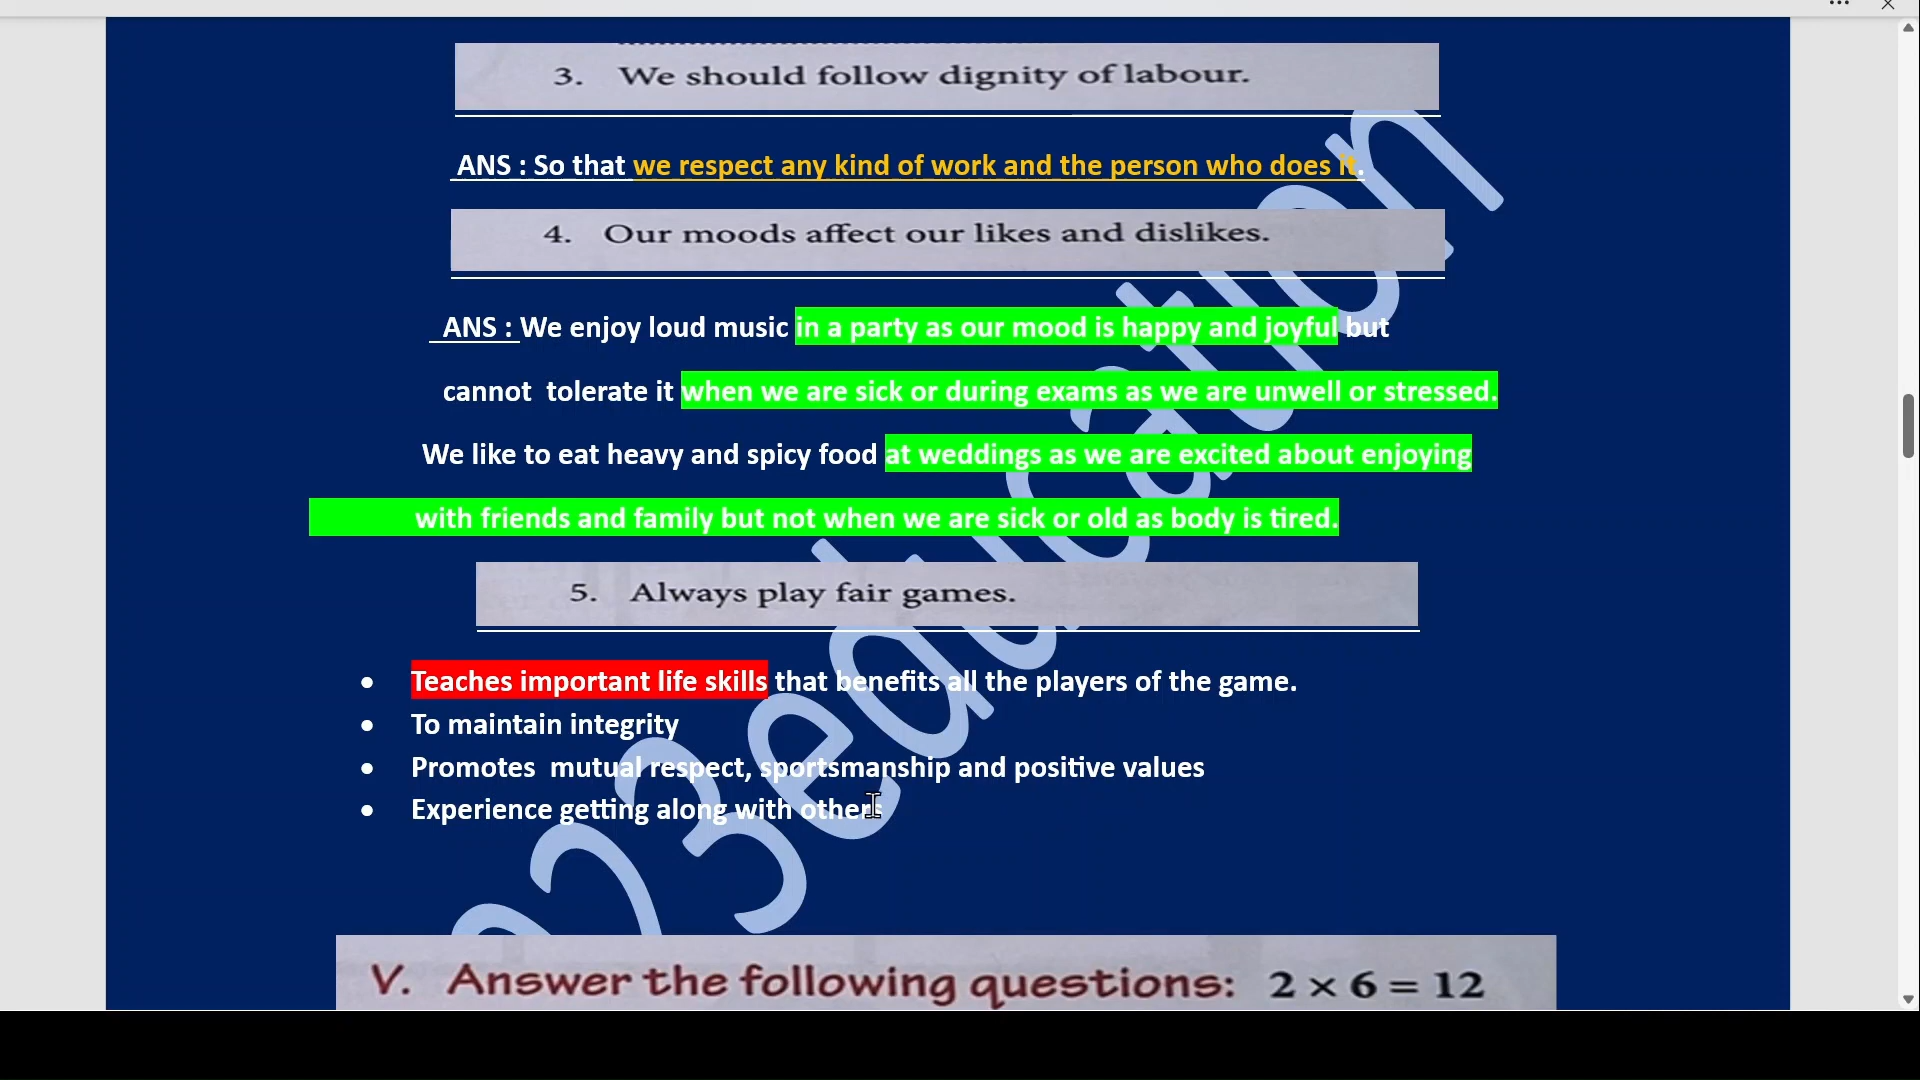 3. We should follow dignity of labour.
ANS : So that we respect any kind of work and the person who does it.
4. Our moods affect our likes and dislikes.
ANS : We enjoy loud music in a party as our mood is happy and joyful but
cannot tolerate it when we are sick or during exams as we are unwell or stressed.
We like to eat heavy and spicy food at weddings as we are excited about enjoying
with friends and family but not when we are sick or old as body is tired.
5. Always play fair games.
• Teaches important life skills that benefits all the players of the game.
• To maintain integrity
• Promotes mutual respect, sportsmanship and positive values
• Experience getting along with others
V. Answer the following questions: 2 × 6 = 12
23education